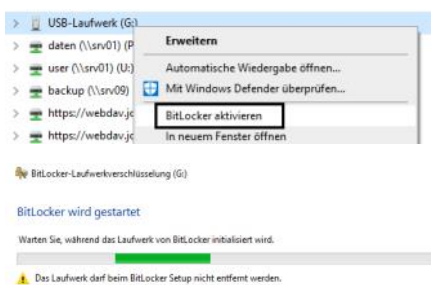 USB-Laufwerk (G:)
daten (\\srv01) (P
user (\\srv01) (U:)
backup (\\srv09)
https://webdav.jc
https://webdav.jc
Erweitern
Automatische Wiedergabe öffnen...
Mit Windows Defender überprüfen...
BitLocker aktivieren
In neuem Fenster öffnen
BitLocker-Laufwerkverschlüsselung (G:)
BitLocker wird gestartet
Warten Sie, während das Laufwerk von BitLocker initialisiert wird.
Das Laufwerk darf beim BitLocker Setup nicht entfernt werden.